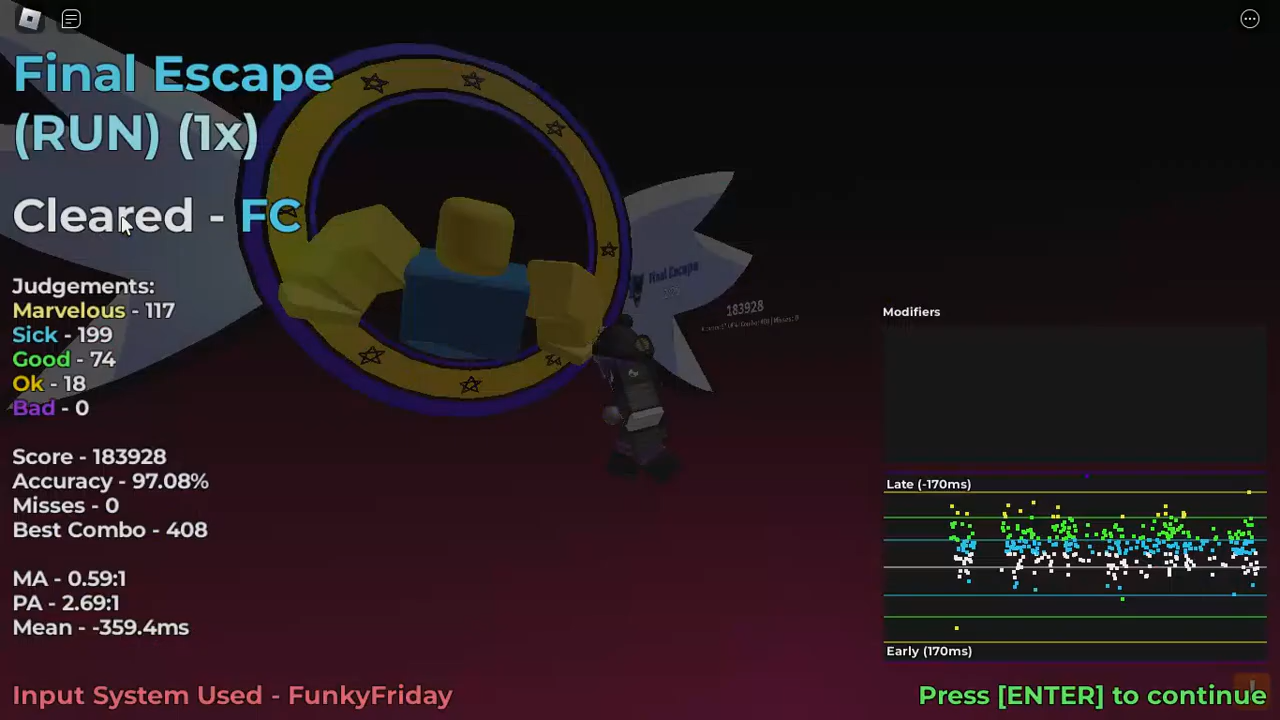 Final Escape
(RUN) (1x)
Cleared - FC
Judgements:
Marvelous - 117
Sick - 199
Good - 74
Ok - 18
Bad - 0
Score - 183928
Accuracy - 97.08%
Misses - 0
Best Combo - 408
MA - 0.59:1
PA - 2.69:1
Mean - -359.4ms
Input System Used - FunkyFriday
Final Escape
183928
Modifiers
Late (-170ms)
Early (170ms)
Press [ENTER] to continue